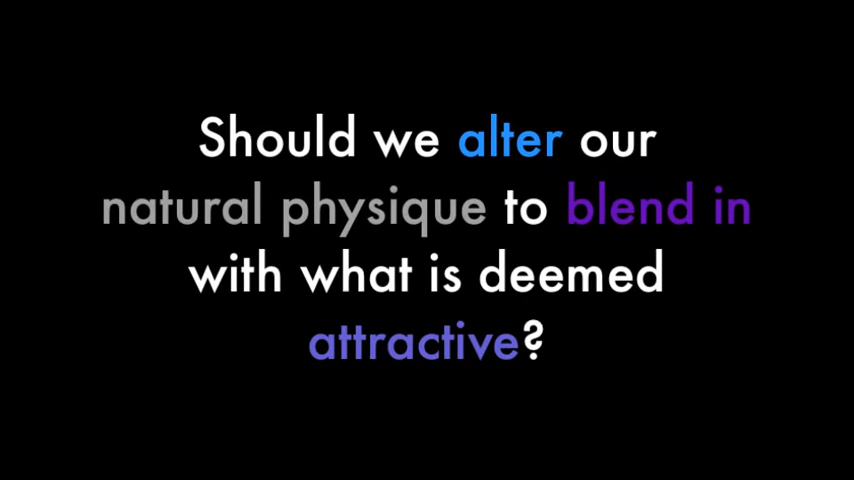 Should we alter our
natural physique to blend in
with what is deemed
attractive?